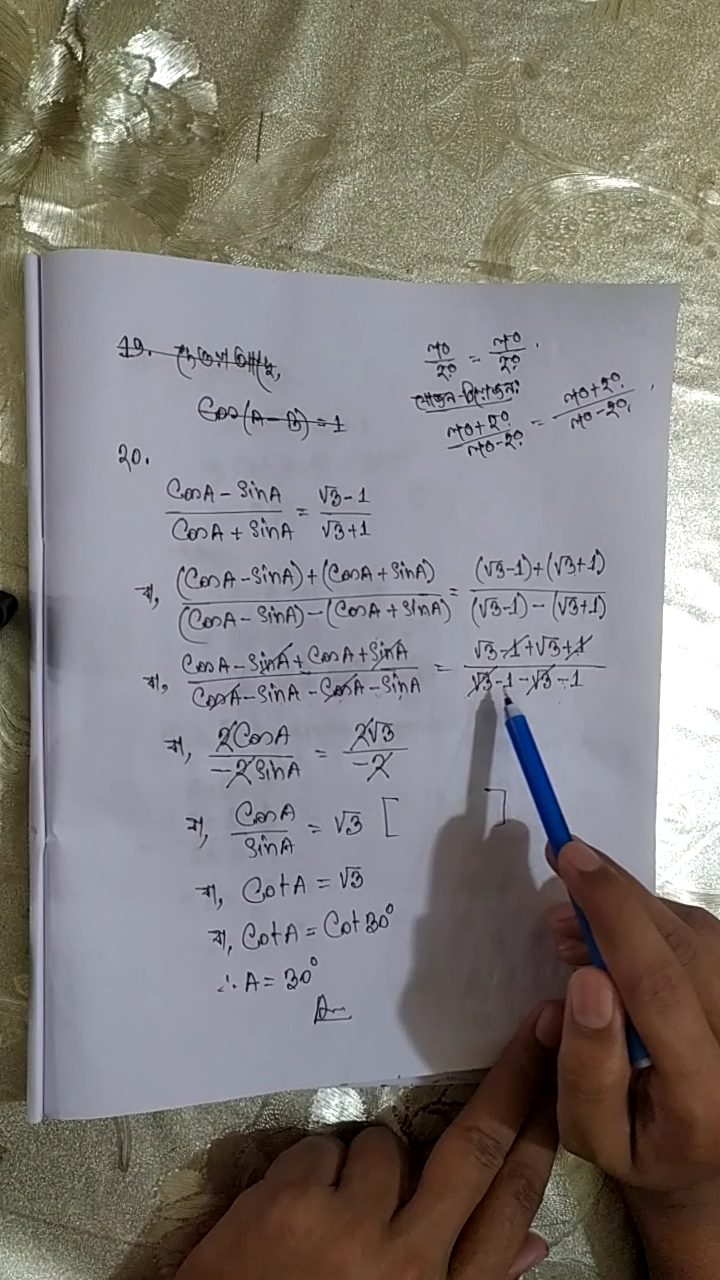 19.
Cos(A - B) = 1
লব/হর = লব/হর .
যোজন-বিয়োজন:
লব+হর/লব-হর = লব+হর/লব-হর .
20.
CosA - SinA/CosA + SinA = √3 - 1/√3 + 1
বা, (CosA - SinA) + (CosA + SinA)/(CosA - SinA) - (CosA + SinA) = (√3-1)+(√3+1)/(√3-1) - (√3+1)
বা, CosA - SinA + CosA + SinA/CosA - SinA - CosA - SinA = √3 - 1 + √3 + 1/√3 - 1 - √3 - 1
বা, 2CosA/-2SinA = 2√3/-2
বা, CosA/SinA = √3 [ ]
বা, CotA = √3
বা, CotA = Cot30°
∴ A = 30°